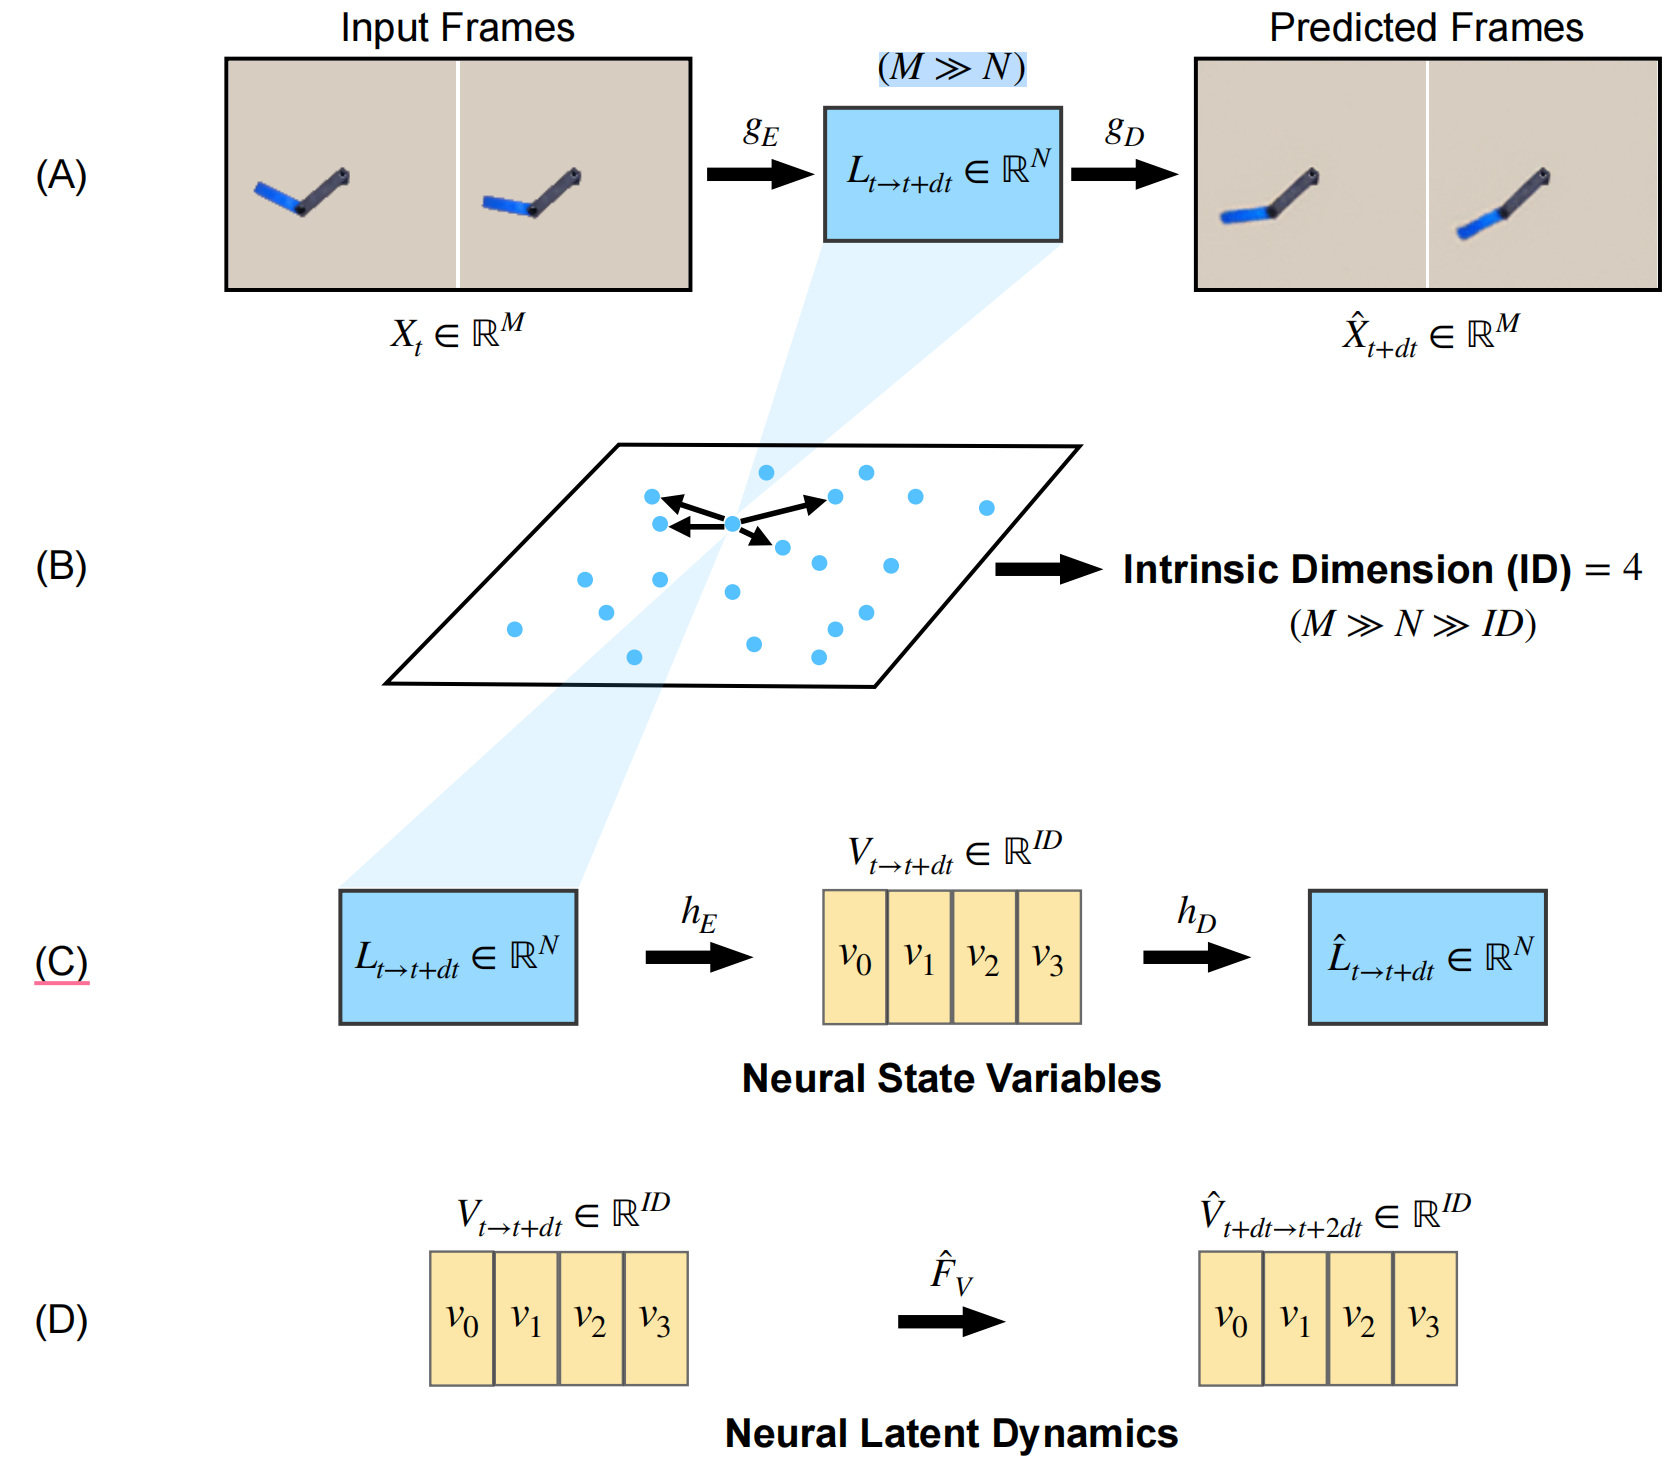 Input Frames
(M ≫ N)
Predicted Frames
(A)
g_E
L_{t→t+dt} ∈ ℝ^N
g_D
X_t ∈ ℝ^M
X̂_{t+dt} ∈ ℝ^M
(B)
Intrinsic Dimension (ID) = 4
(M ≫ N ≫ ID)
(C)
L_{t→t+dt} ∈ ℝ^N
h_E
V_{t→t+dt} ∈ ℝ^{ID}
v_0 v_1 v_2 v_3
h_D
L̂_{t→t+dt} ∈ ℝ^N
Neural State Variables
(D)
V_{t→t+dt} ∈ ℝ^{ID}
v_0 v_1 v_2 v_3
F̂_V
V̂_{t+dt→t+2dt} ∈ ℝ^{ID}
v_0 v_1 v_2 v_3
Neural Latent Dynamics